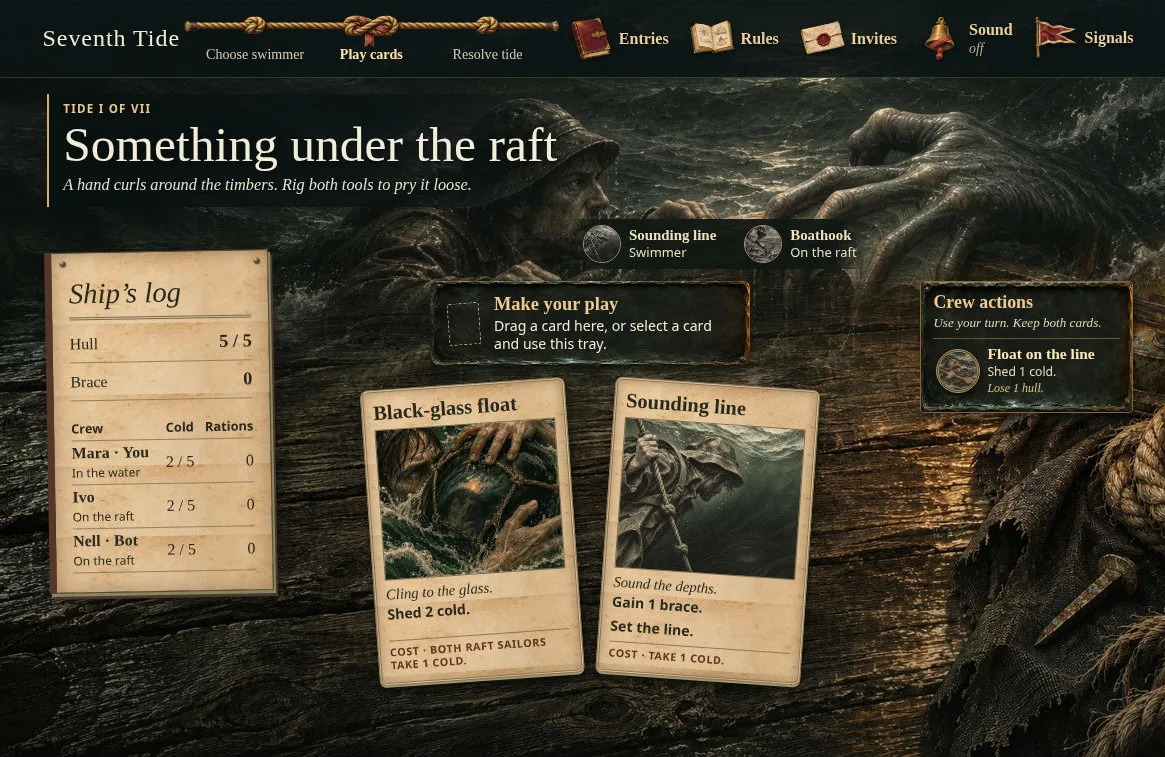 Seventh Tide
Choose swimmer
Play cards
Resolve tide
Entries
Rules
Invites
Sound
off
Signals
TIDE I OF VII
Something under the raft
A hand curls around the timbers. Rig both tools to pry it loose.
Sounding line
Swimmer
Boathook
On the raft
Ship's log
Hull 5 / 5
Brace 0
Crew Cold Rations
Mara · You 2 / 5 0
In the water
Ivo 2 / 5 0
On the raft
Nell · Bot 2 / 5 0
On the raft
Make your play
Drag a card here, or select a card
and use this tray.
Crew actions
Use your turn. Keep both cards.
Float on the line
Shed 1 cold.
Lose 1 hull.
Black-glass float
Cling to the glass.
Shed 2 cold.
COST · BOTH RAFT SAILORS
TAKE 1 COLD.
Sounding line
Sound the depths.
Gain 1 brace.
Set the line.
COST · TAKE 1 COLD.